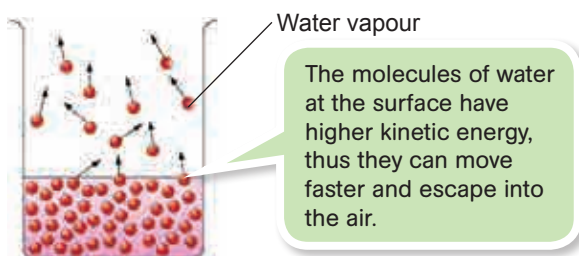 Water vapour
The molecules of water
at the surface have
higher kinetic energy,
thus they can move
faster and escape into
the air.